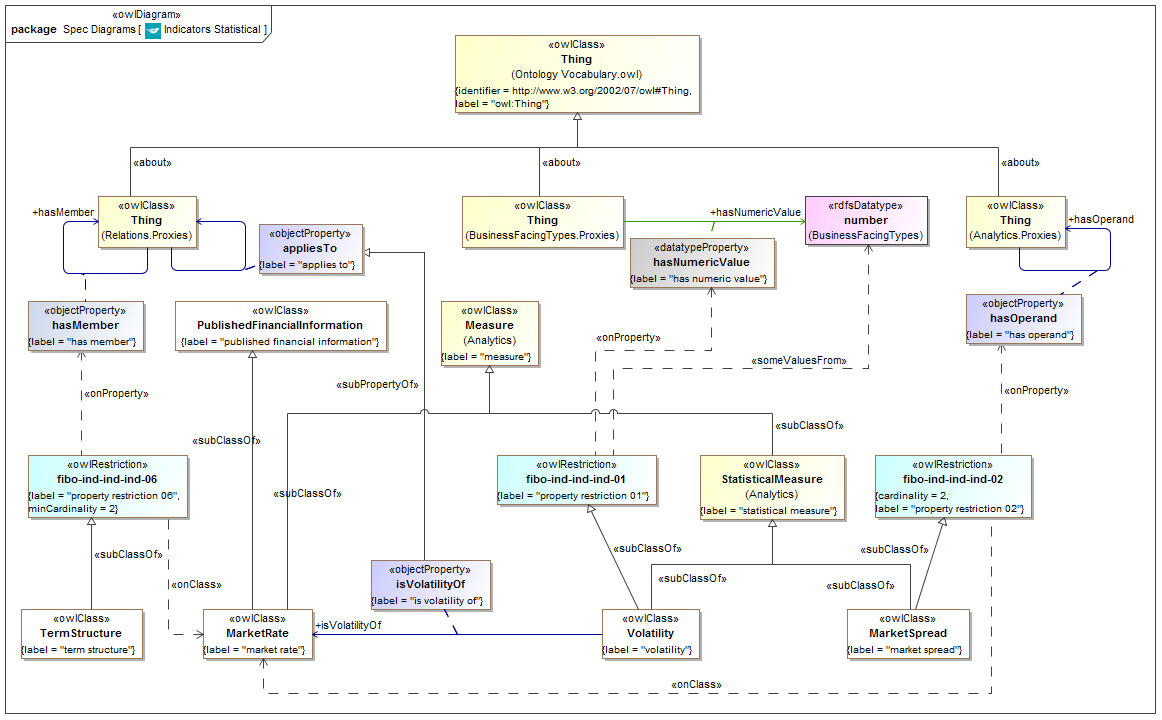 «owlDiagram»
package Spec Diagrams [ Indicators Statistical ]
«owlClass»
Thing
(Ontology Vocabulary.owl)
{identifier = http://www.w3.org/2002/07/owl#Thing,
label = "owl:Thing"}
«about»
«about»
«about»
«owlClass»
Thing
(Relations.Proxies)
+hasMember
«objectProperty»
appliesTo
{label = "applies to"}
«owlClass»
Thing
(BusinessFacingTypes.Proxies)
+hasNumericValue
«rdfsDatatype»
number
(BusinessFacingTypes)
«datatypeProperty»
hasNumericValue
{label = "has numeric value"}
«owlClass»
Thing
(Analytics.Proxies)
+hasOperand
«objectProperty»
hasMember
{label = "has member"}
«owlClass»
PublishedFinancialInformation
{label = "published financial information"}
«owlClass»
Measure
(Analytics)
{label = "measure"}
«objectProperty»
hasOperand
{label = "has operand"}
«onProperty»
«someValuesFrom»
«onProperty»
«subPropertyOf»
«onProperty»
«subClassOf»
«subClassOf»
«owlRestriction»
fibo-ind-ind-ind-06
{label = "property restriction 06",
minCardinality = 2}
«subClassOf»
«owlRestriction»
fibo-ind-ind-ind-01
{label = "property restriction 01"}
«owlClass»
StatisticalMeasure
(Analytics)
{label = "statistical measure"}
«owlRestriction»
fibo-ind-ind-ind-02
{cardinality = 2,
label = "property restriction 02"}
«subClassOf»
«onClass»
«objectProperty»
isVolatilityOf
{label = "is volatility of"}
«subClassOf»
«subClassOf»
«subClassOf»
«subClassOf»
«owlClass»
TermStructure
{label = "term structure"}
«owlClass»
MarketRate
{label = "market rate"}
+isVolatilityOf
«owlClass»
Volatility
{label = "volatility"}
«owlClass»
MarketSpread
{label = "market spread"}
«onClass»